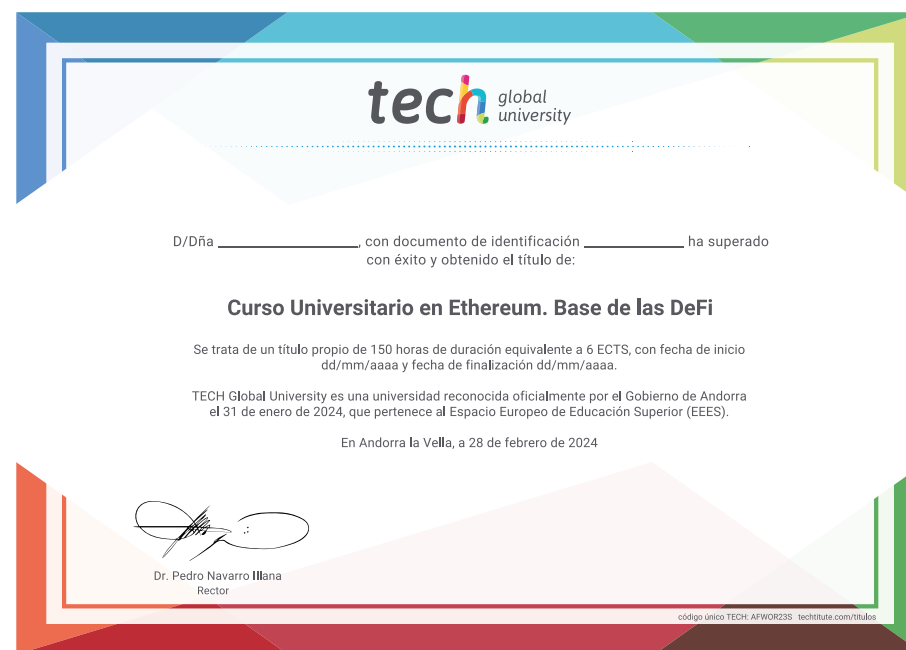 tech global university
D/Dña ____________________, con documento de identificación ______________ ha superado
con éxito y obtenido el título de:
Curso Universitario en Ethereum. Base de las DeFi
Se trata de un título propio de 150 horas de duración equivalente a 6 ECTS, con fecha de inicio
dd/mm/aaaa y fecha de finalización dd/mm/aaaa.
TECH Global University es una universidad reconocida oficialmente por el Gobierno de Andorra
el 31 de enero de 2024, que pertenece al Espacio Europeo de Educación Superior (EEES).
En Andorra la Vella, a 28 de febrero de 2024
Dr. Pedro Navarro Illana
Rector
código único TECH: AFWOR23S techtitute.com/titulos